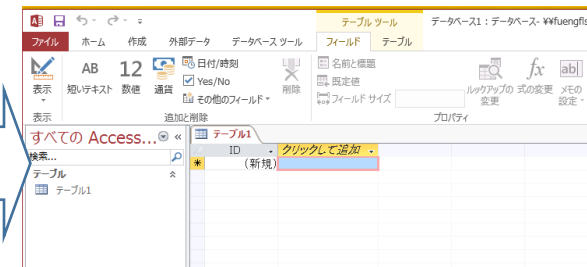 テーブル ツール
データベース1：データベース- ¥¥fuengfis
ファイル ホーム 作成 外部データ データベース ツール フィールド テーブル
表示
AB
短いテキスト
12
数値
通貨
日付/時刻
Yes/No
その他のフィールド
削除
名前と標題
既定値
フィールド サイズ
ルックアップの変更
fx
式の変更
ab
メモの設定
表示 追加と削除 プロパティ
すべての Access... «
検索...
テーブル
テーブル1
テーブル1
ID クリックして追加
* (新規)